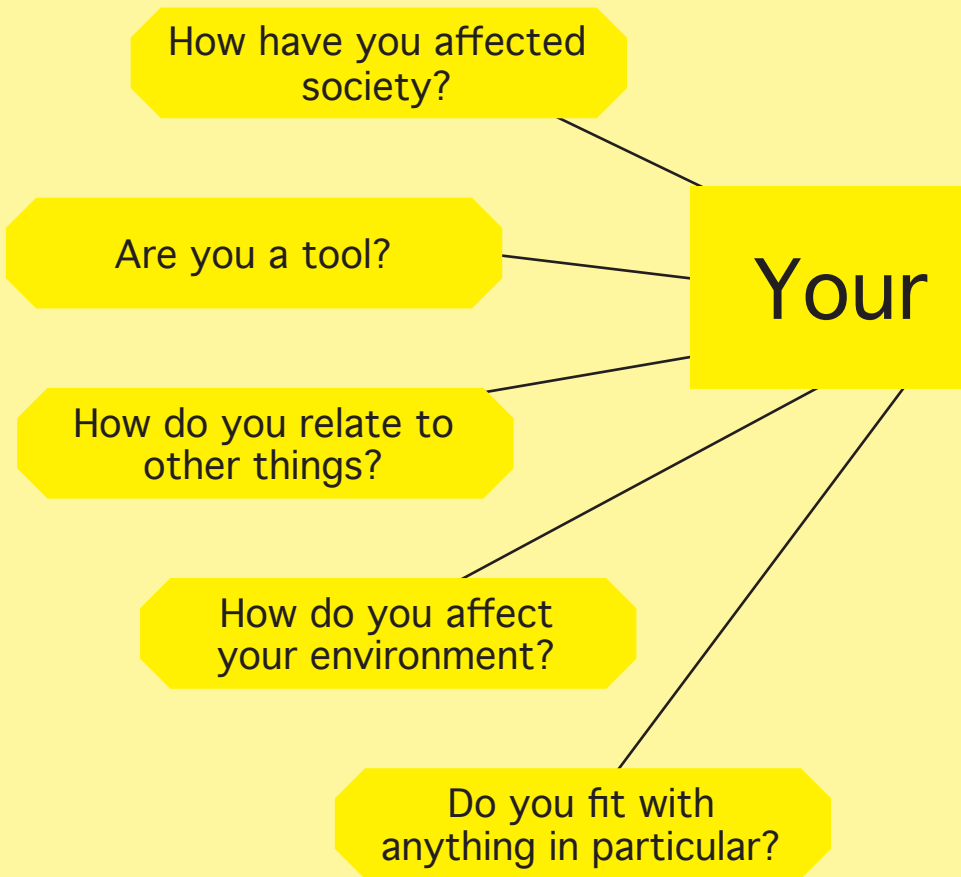 How have you affected
society?
Are you a tool?
Your
How do you relate to
other things?
How do you affect
your environment?
Do you fit with
anything in particular?